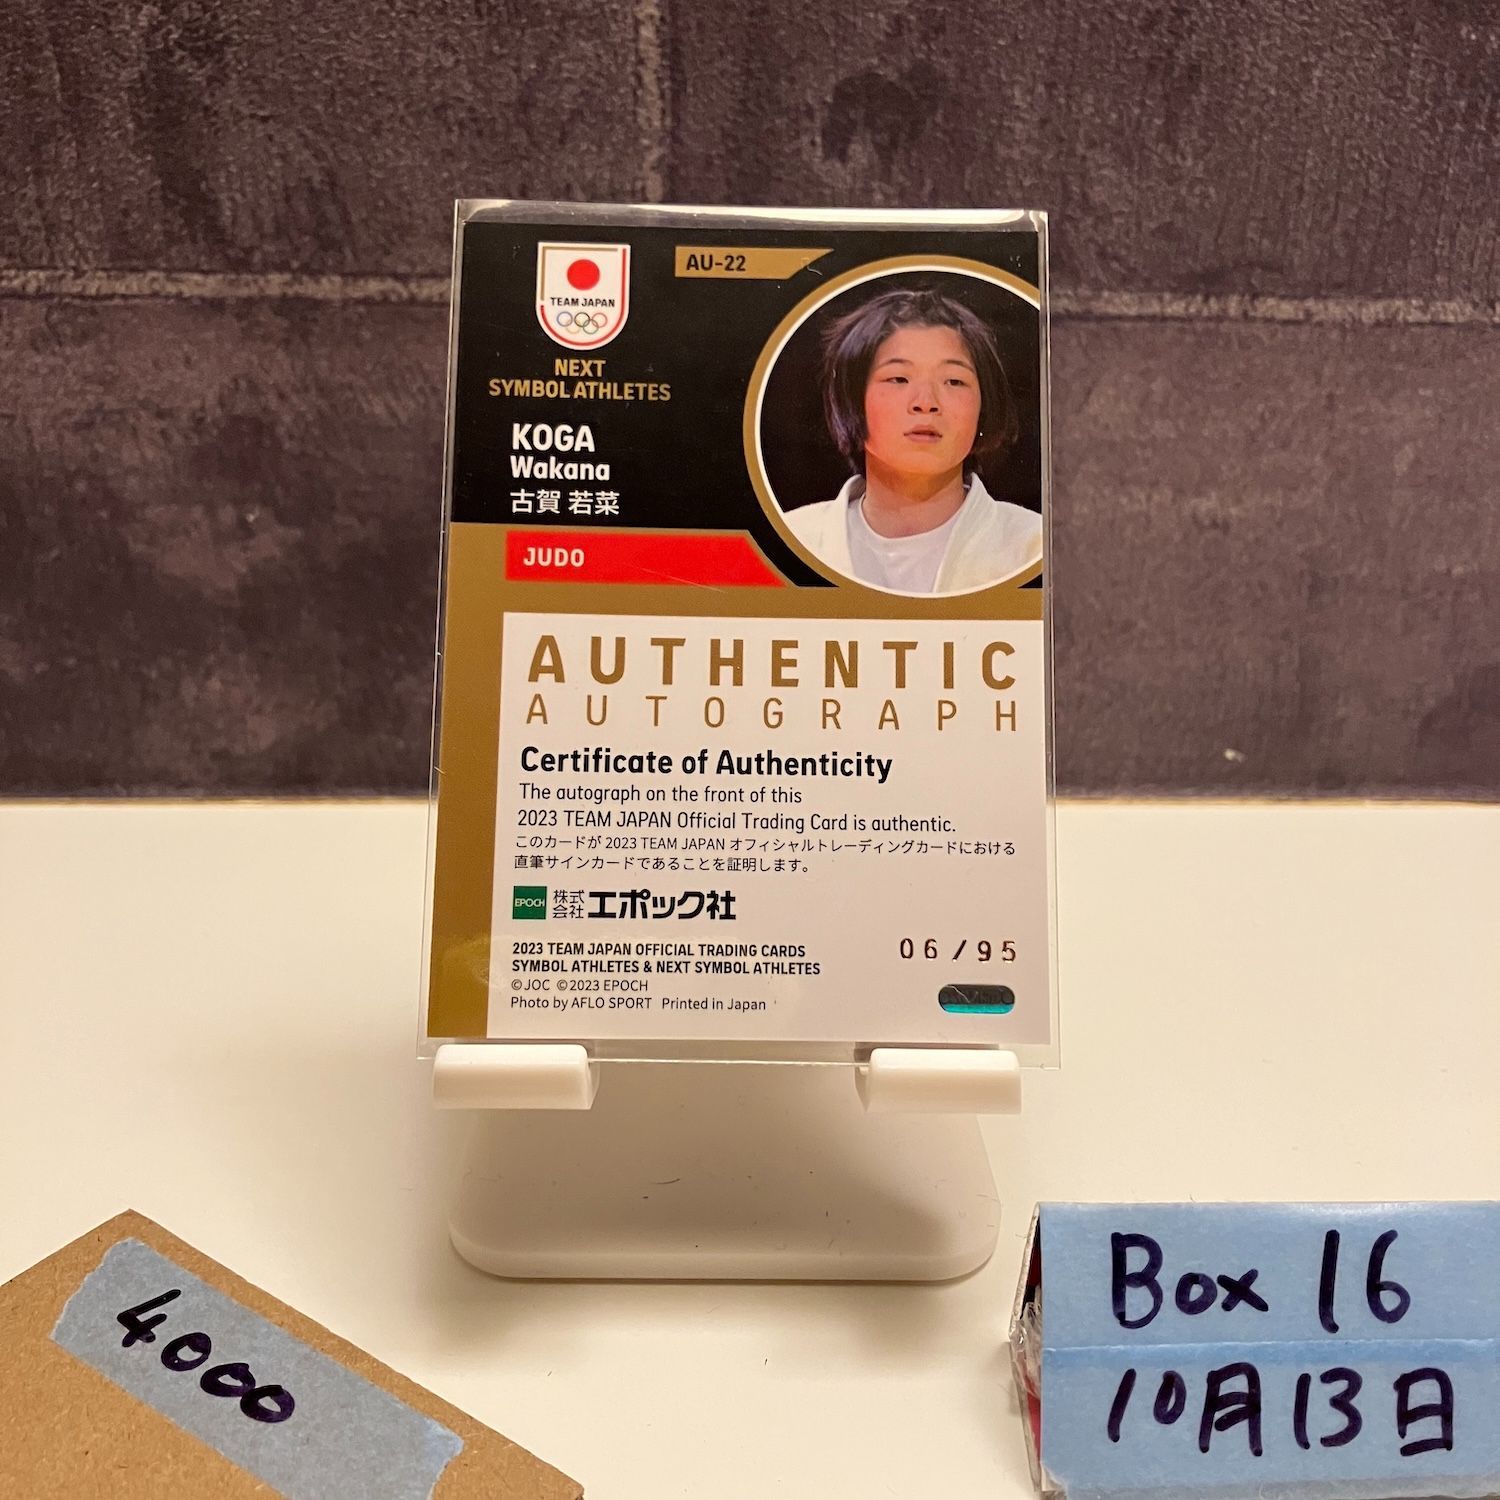 TEAM JAPAN
NEXT
SYMBOL ATHLETES
AU-22
KOGA
Wakana
古賀 若菜
JUDO
AUTHENTIC
AUTOGRAPH
Certificate of Authenticity
The autograph on the front of this
2023 TEAM JAPAN Official Trading Card is authentic.
このカードが 2023 TEAM JAPAN オフィシャルトレーディングカードにおける
直筆サインカードであることを証明します。
EPOCH 株式会社 エポック社
2023 TEAM JAPAN OFFICIAL TRADING CARDS
SYMBOL ATHLETES & NEXT SYMBOL ATHLETES
©JOC ©2023 EPOCH
Photo by AFLO SPORT Printed in Japan
06/95
4000
Box 16
10月13日